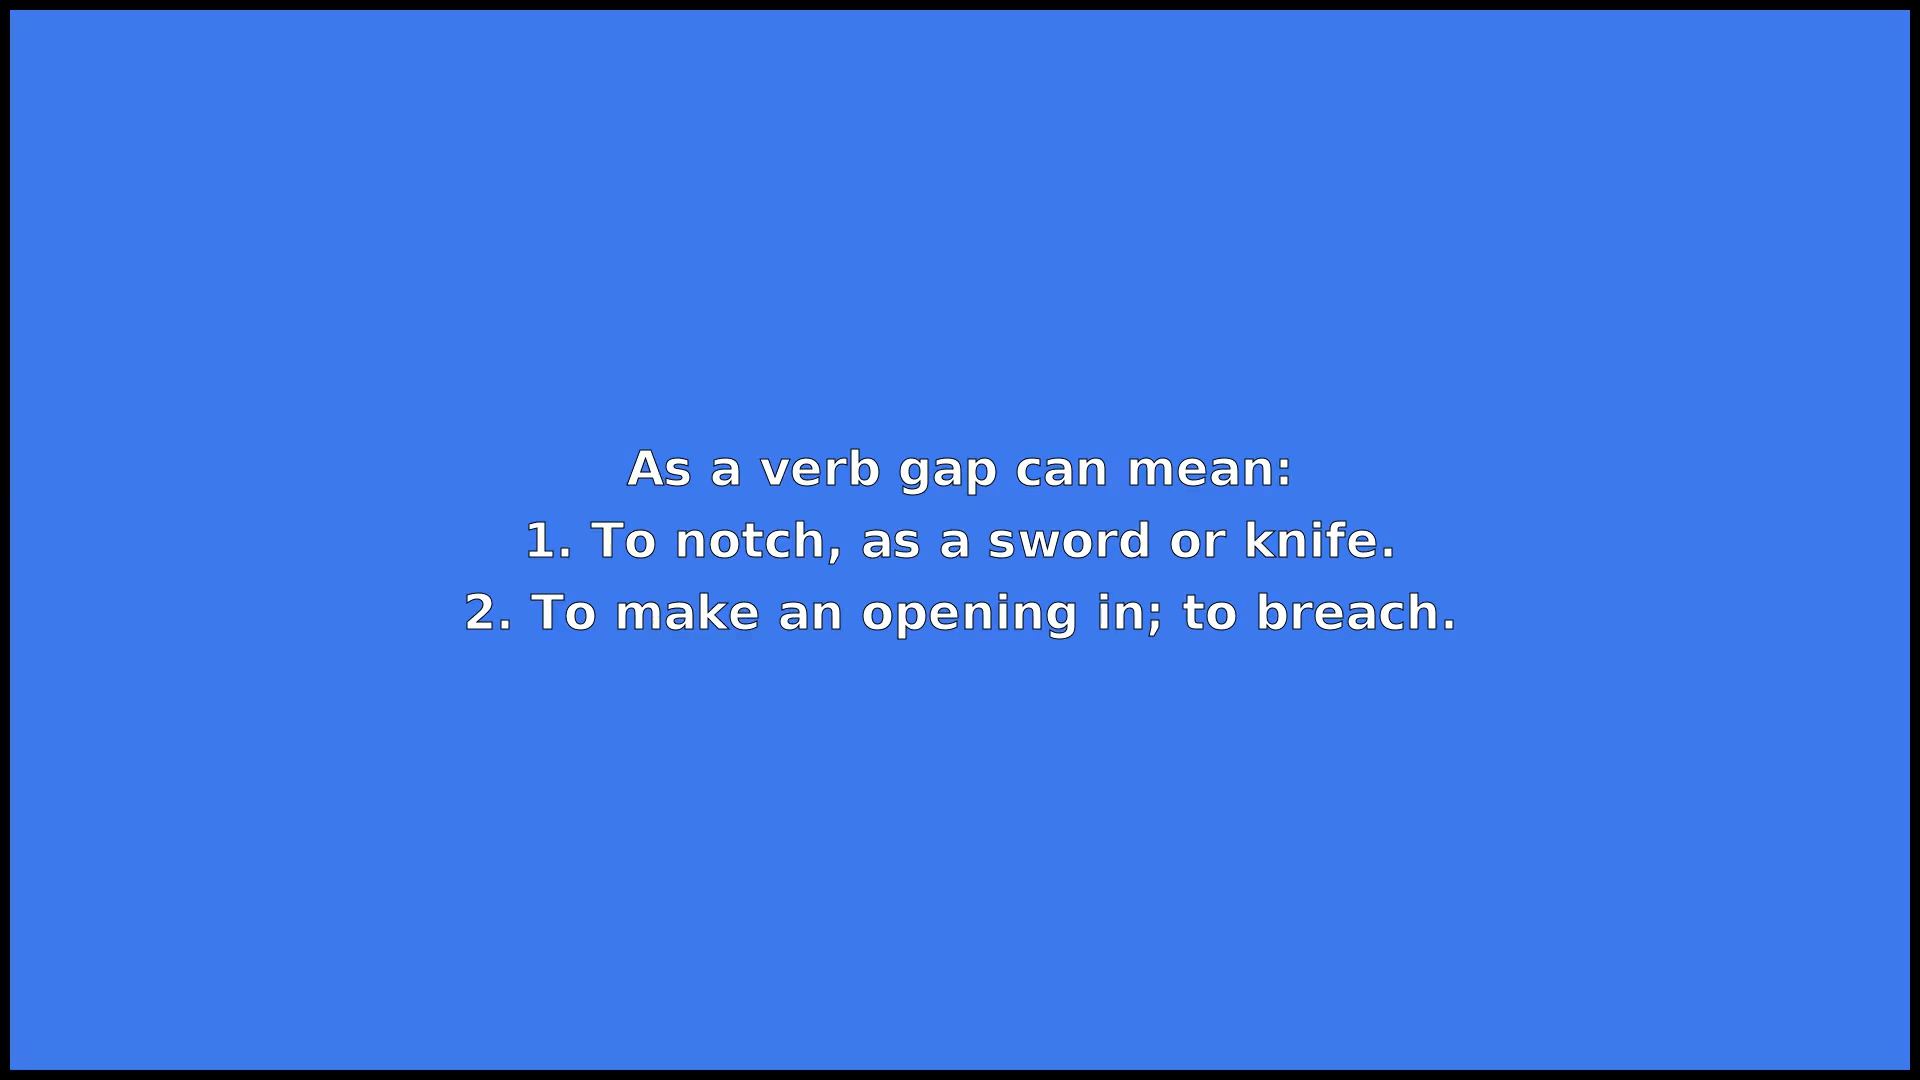 As a verb gap can mean:
1. To notch, as a sword or knife.
2. To make an opening in; to breach.